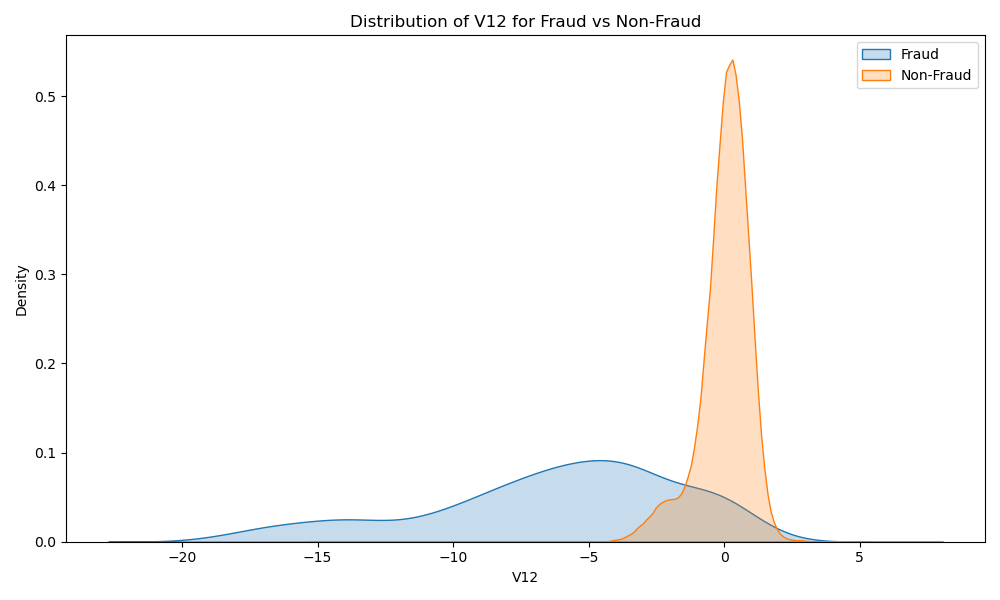 Distribution of V12 for Fraud vs Non-Fraud
Fraud
Non-Fraud
0.5
0.4
0.3
0.2
0.1
0.0
Density
−20
−15
−10
−5
0
5
V12